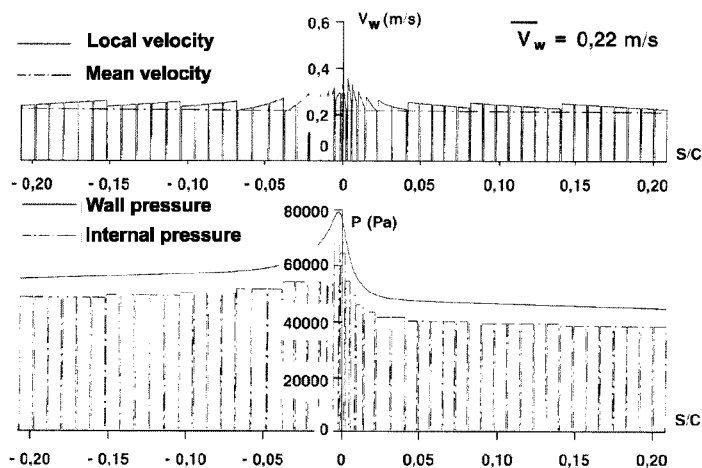 0,6
V_w (m/s)
V_w = 0,22 m/s
Local velocity
Mean velocity
0,4
0,2
0
S/C
- 0,20 - 0,15 - 0,10 - 0,05 0 0,05 0,10 0,15 0,20
Wall pressure
Internal pressure
80000
P (Pa)
60000
40000
20000
0
S/C
- 0,20 - 0,15 - 0,10 - 0,05 0 0,05 0,10 0,15 0,20